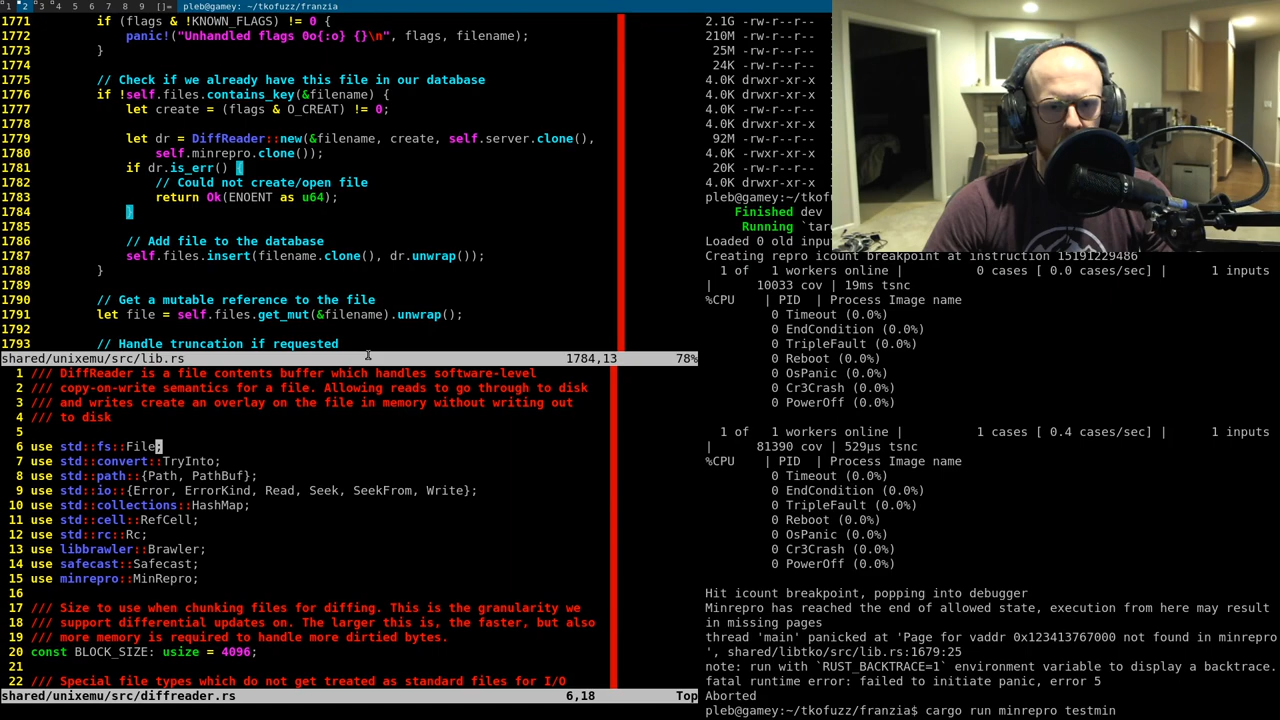 1 2 3 4 5 6 7 8 9 []= pleb@gamey: ~/tkofuzz/franzia
1771         if (flags & !KNOWN_FLAGS) != 0 {
1772             panic!("Unhandled flags 0o{:o} {}\n", flags, filename);
1773         }
1774
1775         // Check if we already have this file in our database
1776         if !self.files.contains_key(&filename) {
1777             let create = (flags & O_CREAT) != 0;
1778
1779             let dr = DiffReader::new(&filename, create, self.server.clone(),
1780                 self.minrepro.clone());
1781             if dr.is_err() {
1782                 // Could not create/open file
1783                 return Ok(ENOENT as u64);
1784             }
1785
1786             // Add file to the database
1787             self.files.insert(filename.clone(), dr.unwrap());
1788         }
1789
1790         // Get a mutable reference to the file
1791         let file = self.files.get_mut(&filename).unwrap();
1792
1793         // Handle truncation if requested
shared/unixemu/src/lib.rs 1784,13 78%
1 /// DiffReader is a file contents buffer which handles software-level
2 /// copy-on-write semantics for a file. Allowing reads to go through to disk
3 /// and writes create an overlay on the file in memory without writing out
4 /// to disk
5
6 use std::fs::File;
7 use std::convert::TryInto;
8 use std::path::{Path, PathBuf};
9 use std::io::{Error, ErrorKind, Read, Seek, SeekFrom, Write};
10 use std::collections::HashMap;
11 use std::cell::RefCell;
12 use std::rc::Rc;
13 use libbrawler::Brawler;
14 use safecast::Safecast;
15 use minrepro::MinRepro;
16
17 /// Size to use when chunking files for diffing. This is the granularity we
18 /// support differential updates on. The larger this is, the faster, but also
19 /// more memory is required to handle more dirtied bytes.
20 const BLOCK_SIZE: usize = 4096;
21
22 /// Special file types which do not get treated as standard files for I/O
shared/unixemu/src/diffreader.rs 6,18 Top
2.1G -rw-r--r--
210M -rw-r--r--
25M -rw-r--r--
24K -rw-r--r--
4.0K drwxr-xr-x
4.0K drwxr-xr-x
4.0K -rw-r--r--
4.0K drwxr-xr-x
92M -rw-r--r--
4.0K -rw-r--r--
20K -rw-r--r--
4.0K drwxr-xr-x
pleb@gamey:~/tkofu
Finished dev
Running `tar
Loaded 0 old inpu
Creating repro icount breakpoint at instruction 15191229486
1 of 1 workers online | 0 cases [ 0.0 cases/sec] | 1 inputs
| 10033 cov | 19ms tsnc
%CPU | PID | Process Image name
0 Timeout (0.0%)
0 EndCondition (0.0%)
0 TripleFault (0.0%)
0 Reboot (0.0%)
0 OsPanic (0.0%)
0 Cr3Crash (0.0%)
0 PowerOff (0.0%)
1 of 1 workers online | 1 cases [ 0.4 cases/sec] | 1 inputs
| 81390 cov | 529µs tsnc
%CPU | PID | Process Image name
0 Timeout (0.0%)
0 EndCondition (0.0%)
0 TripleFault (0.0%)
0 Reboot (0.0%)
0 OsPanic (0.0%)
0 Cr3Crash (0.0%)
0 PowerOff (0.0%)
Hit icount breakpoint, popping into debugger
Minrepro has reached the end of allowed state, execution from here may result
in missing pages
thread 'main' panicked at 'Page for vaddr 0x123413767000 not found in minrepro
', shared/libtko/src/lib.rs:1679:25
note: run with `RUST_BACKTRACE=1` environment variable to display a backtrace.
fatal runtime error: failed to initiate panic, error 5
Aborted
pleb@gamey:~/tkofuzz/franzia$ cargo run minrepro testmin